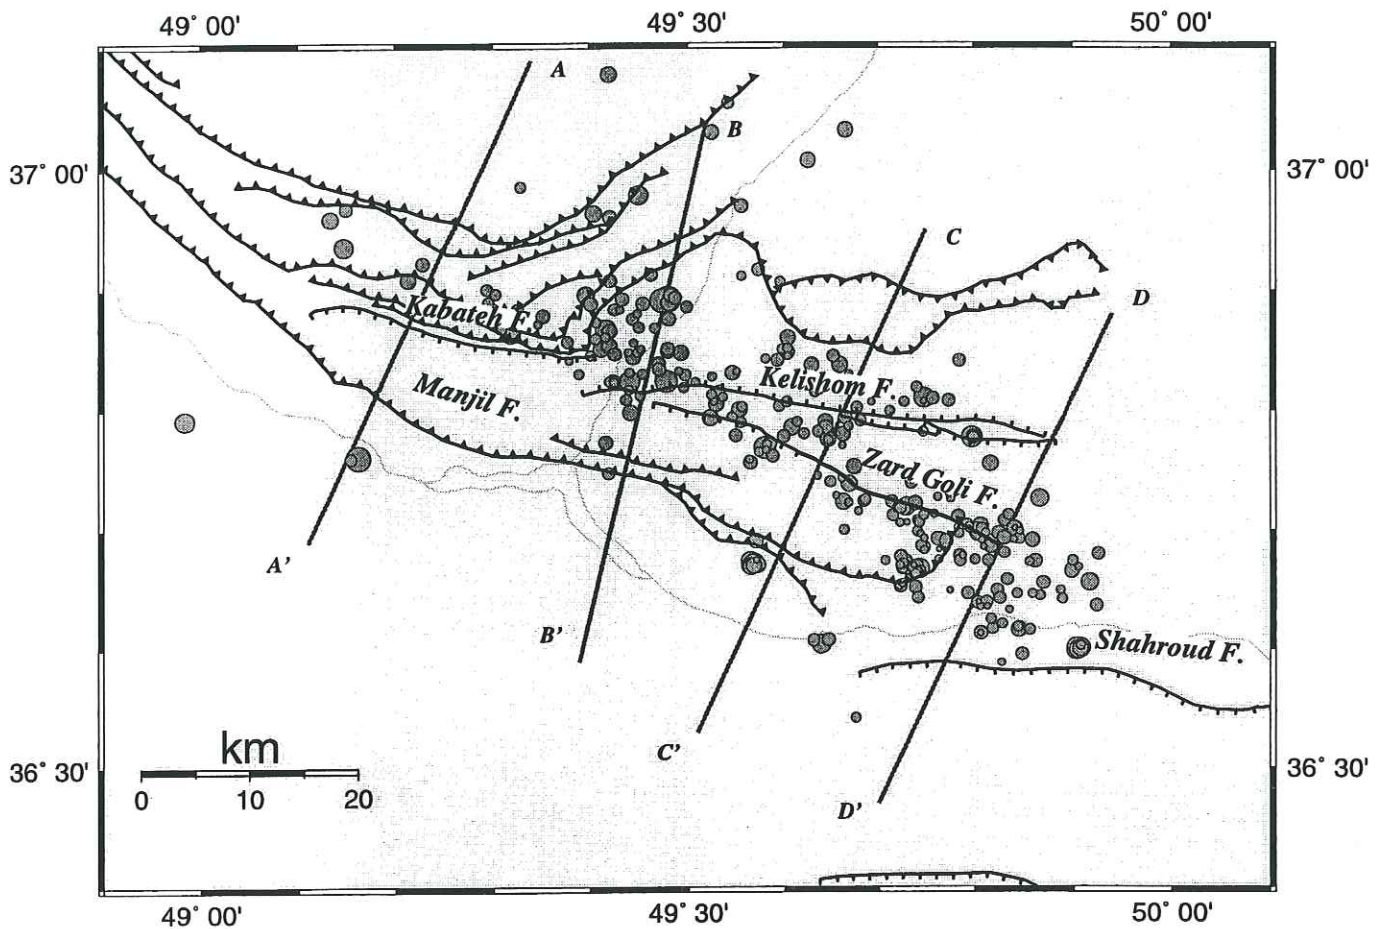 49° 00' 49° 30' 50° 00'
A
B
37° 00' 37° 00'
C
D
Kabateh F.
Manjil F.
Kelishom F.
Zard Goli F.
A'
B'
Shahroud F.
C'
km
36° 30' 36° 30'
0 10 20
D'
49° 00' 49° 30' 50° 00'